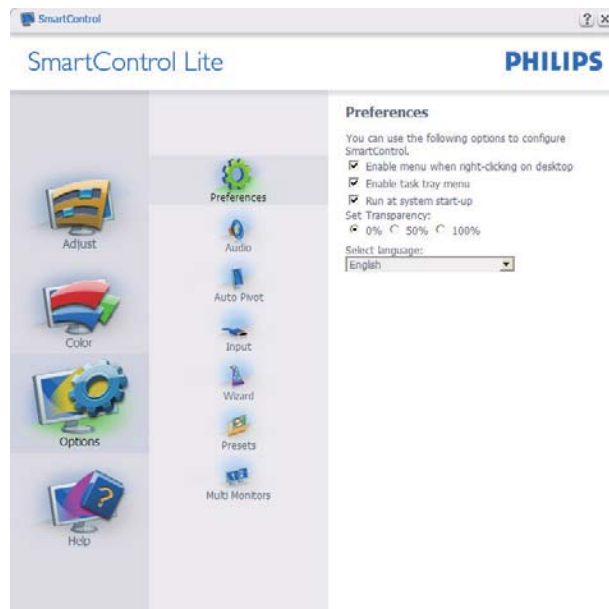 SmartControl
? X
SmartControl Lite
PHILIPS
Adjust
Color
Options
?
Help
Preferences
Audio
Auto Pivot
Input
Wizard
Presets
Multi Monitors
Preferences
You can use the following options to configure
SmartControl.
Enable menu when right-clicking on desktop
Enable task tray menu
Run at system start-up
Set Transparency:
0% 50% 100%
Select language:
English